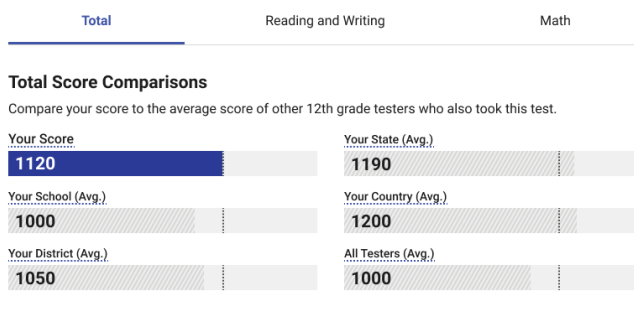 Total Reading and Writing Math
Total Score Comparisons
Compare your score to the average score of other 12th grade testers who also took this test.
Your Score
1120
Your State (Avg.)
1190
Your School (Avg.)
1000
Your Country (Avg.)
1200
Your District (Avg.)
1050
All Testers (Avg.)
1000